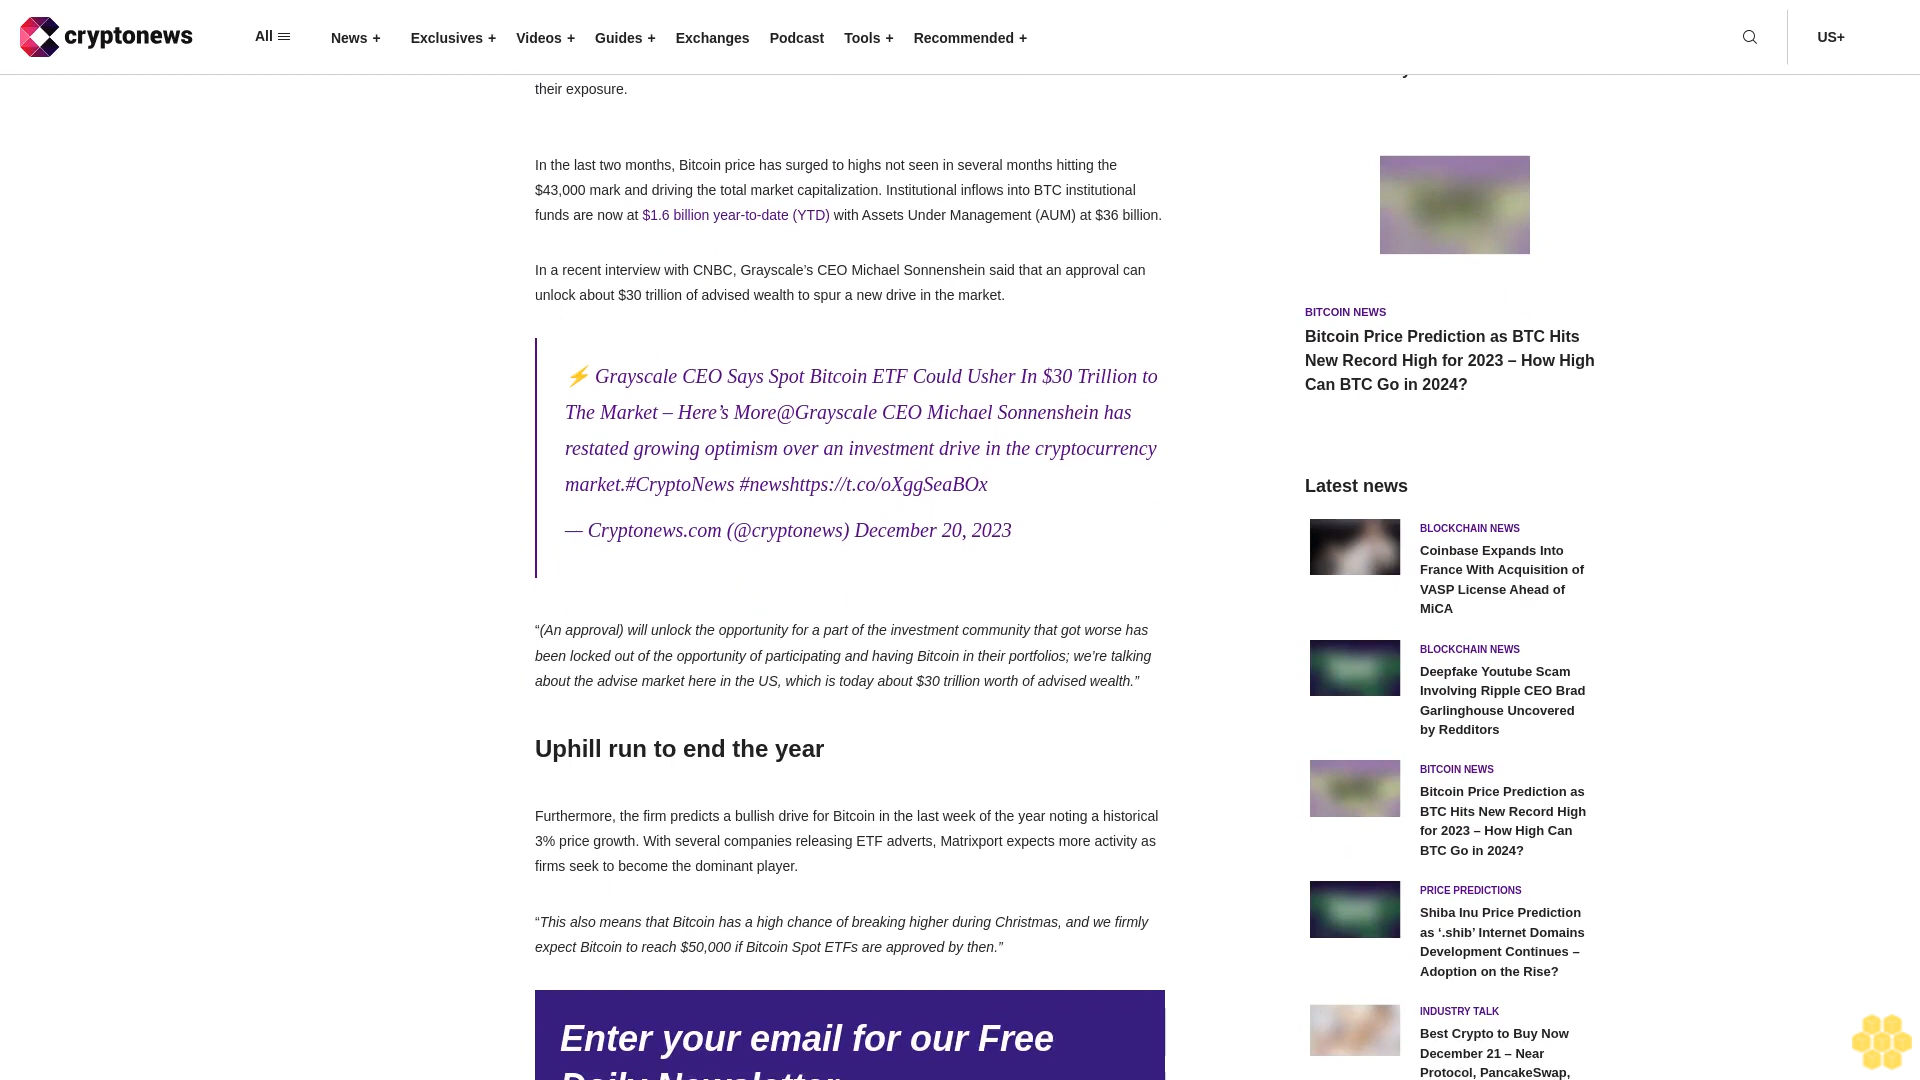 cryptonews
All
News +
Exclusives +
Videos +
Guides +
Exchanges
Podcast
Tools +
Recommended +
US+
their exposure.
In the last two months, Bitcoin price has surged to highs not seen in several months hitting the
$43,000 mark and driving the total market capitalization. Institutional inflows into BTC institutional
funds are now at $1.6 billion year-to-date (YTD) with Assets Under Management (AUM) at $36 billion.
In a recent interview with CNBC, Grayscale’s CEO Michael Sonnenshein said that an approval can
unlock about $30 trillion of advised wealth to spur a new drive in the market.
⚡ Grayscale CEO Says Spot Bitcoin ETF Could Usher In $30 Trillion to
The Market – Here’s More@Grayscale CEO Michael Sonnenshein has
restated growing optimism over an investment drive in the cryptocurrency
market.#CryptoNews #newshttps://t.co/oXggSeaBOx
— Cryptonews.com (@cryptonews) December 20, 2023
“(An approval) will unlock the opportunity for a part of the investment community that got worse has
been locked out of the opportunity of participating and having Bitcoin in their portfolios; we’re talking
about the advise market here in the US, which is today about $30 trillion worth of advised wealth.”
Uphill run to end the year
Furthermore, the firm predicts a bullish drive for Bitcoin in the last week of the year noting a historical
3% price growth. With several companies releasing ETF adverts, Matrixport expects more activity as
firms seek to become the dominant player.
“This also means that Bitcoin has a high chance of breaking higher during Christmas, and we firmly
expect Bitcoin to reach $50,000 if Bitcoin Spot ETFs are approved by then.”
Enter your email for our Free
Daily Newsletter
BITCOIN NEWS
Bitcoin Price Prediction as BTC Hits
New Record High for 2023 – How High
Can BTC Go in 2024?
Latest news
BLOCKCHAIN NEWS
Coinbase Expands Into
France With Acquisition of
VASP License Ahead of
MiCA
BLOCKCHAIN NEWS
Deepfake Youtube Scam
Involving Ripple CEO Brad
Garlinghouse Uncovered
by Redditors
BITCOIN NEWS
Bitcoin Price Prediction as
BTC Hits New Record High
for 2023 – How High Can
BTC Go in 2024?
PRICE PREDICTIONS
Shiba Inu Price Prediction
as ‘.shib’ Internet Domains
Development Continues –
Adoption on the Rise?
INDUSTRY TALK
Best Crypto to Buy Now
December 21 – Near
Protocol, PancakeSwap,